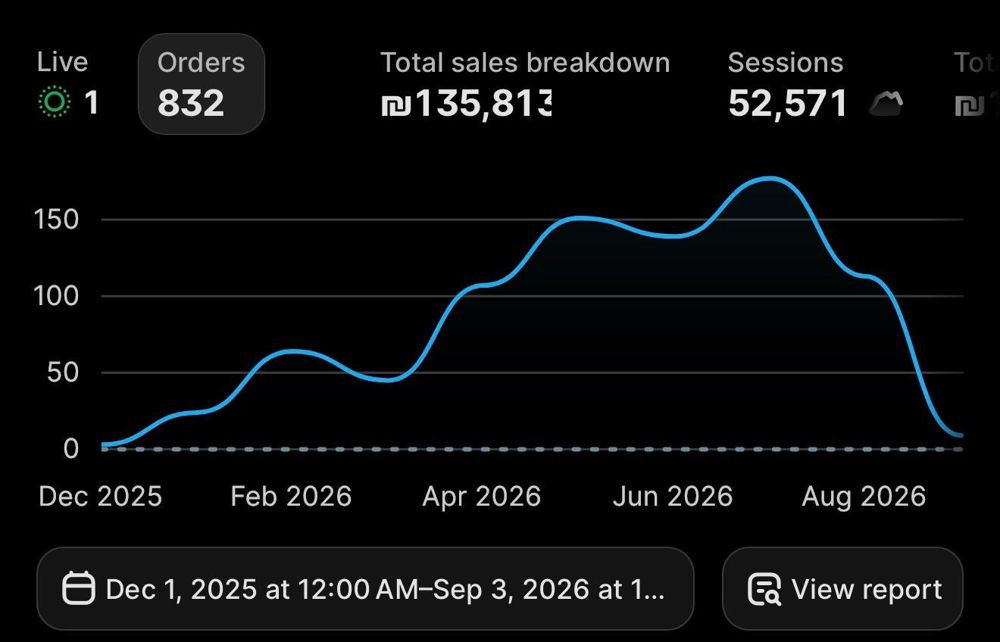 Live
1
Orders
832
Total sales breakdown
₪135,813
Sessions
52,571
Tot
₪
150
100
50
0
Dec 2025
Feb 2026
Apr 2026
Jun 2026
Aug 2026
Dec 1, 2025 at 12:00 AM–Sep 3, 2026 at 1...
View report